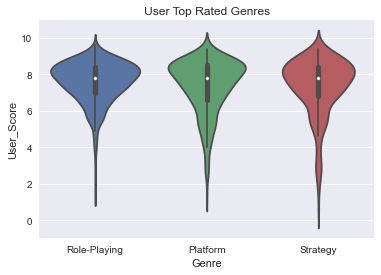 User Top Rated Genres
10
8
6
4
2
0
User_Score
Role-Playing
Platform
Strategy
Genre